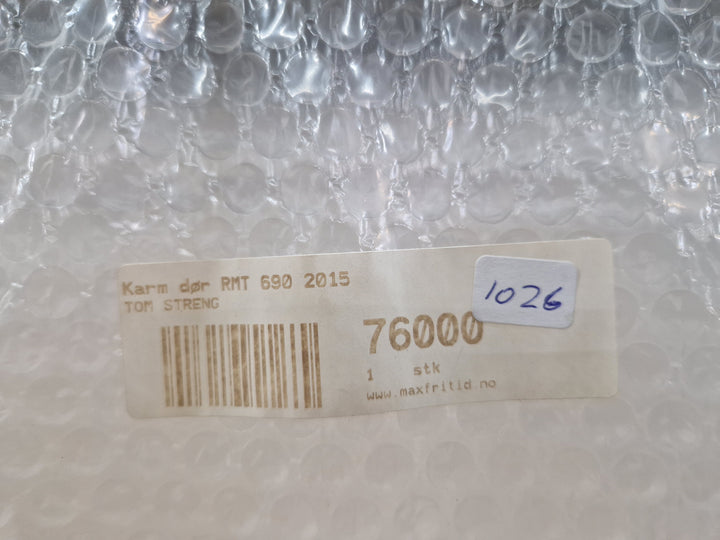 Karm dør RMT 690 2015
TOM STRENG
1026
76000
1 stk
www.maxfritid.no